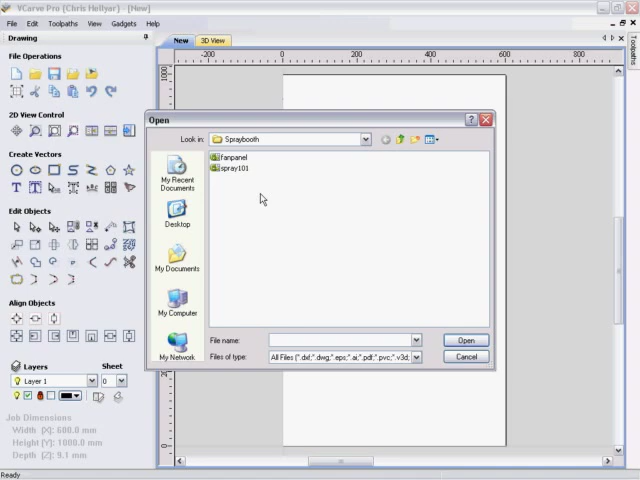 VCarve Pro {Chris Hellyar} - [New]
File Edit Toolpaths View Gadgets Help
Drawing
New 3D View
Toolpaths
File Operations
2D View Control
Create Vectors
Edit Objects
Align Objects
Layers Sheet
Layer 1 0
Job Dimensions
Width (X): 600.0 mm
Height (Y): 1000.0 mm
Depth (Z): 9.1 mm
Ready
-200 0 200 400 600 800
1000
0
Open
Look in: Spraybooth
My Recent Documents
Desktop
My Documents
My Computer
My Network
fanpanel
spray101
File name: Open
Files of type: All Files (*.dxf;*.dwg;*.eps;*.ai;*.pdf;*.pvc;*.v3d; Cancel